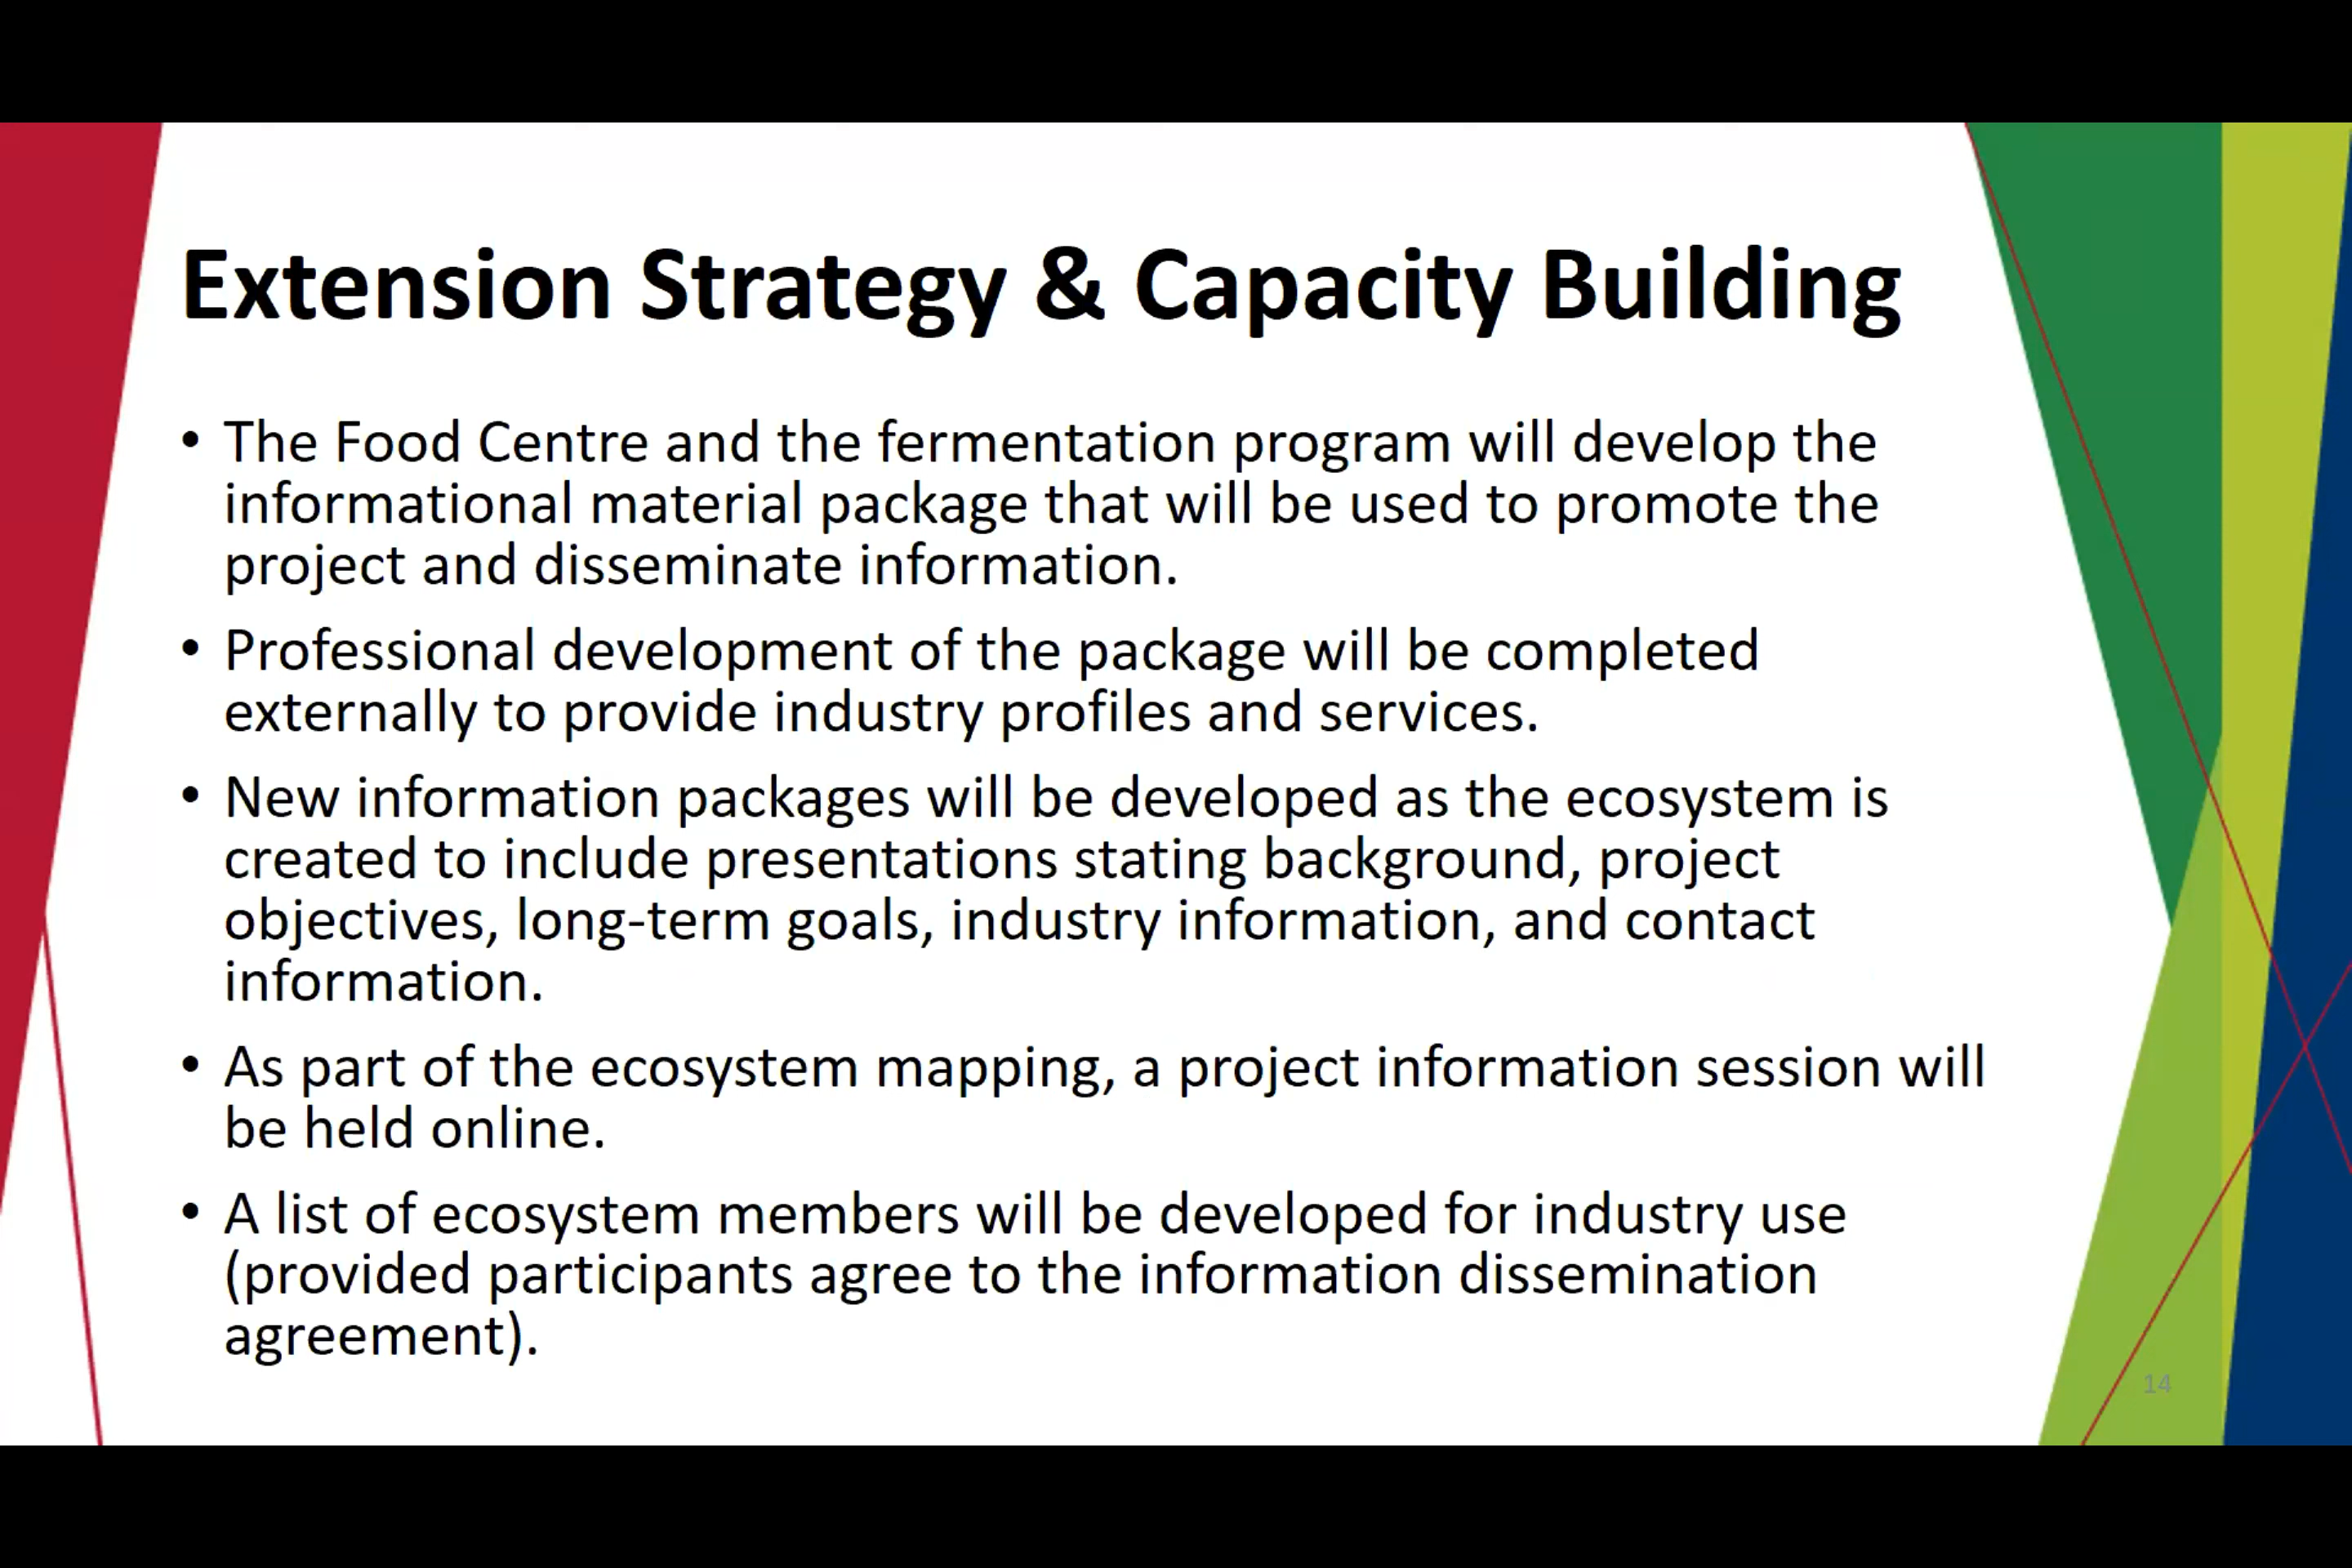 Extension Strategy & Capacity Building
• The Food Centre and the fermentation program will develop the
informational material package that will be used to promote the
project and disseminate information.
• Professional development of the package will be completed
externally to provide industry profiles and services.
• New information packages will be developed as the ecosystem is
created to include presentations stating background, project
objectives, long-term goals, industry information, and contact
information.
• As part of the ecosystem mapping, a project information session will
be held online.
• A list of ecosystem members will be developed for industry use
(provided participants agree to the information dissemination
agreement).
14